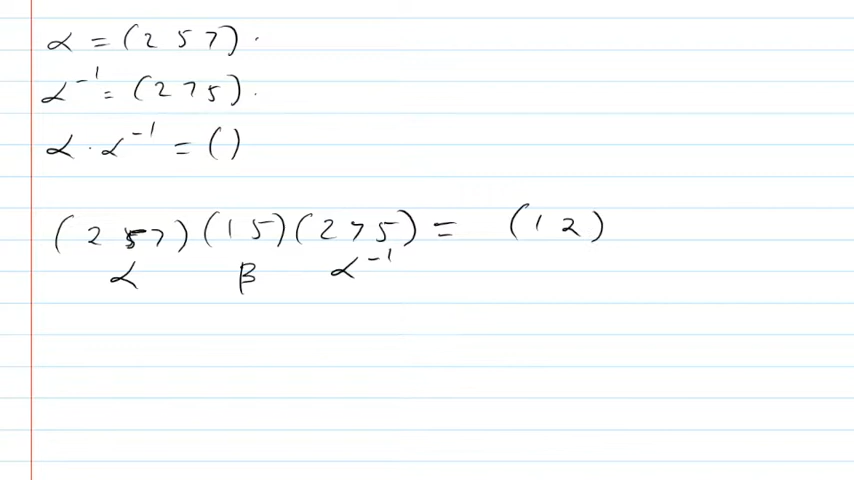 α = (2 5 7) .
α⁻¹ = (2 7 5) .
α · α⁻¹ = ( )
(2 5 7)(1 5)(2 7 5) = (1 2)
α β α⁻¹